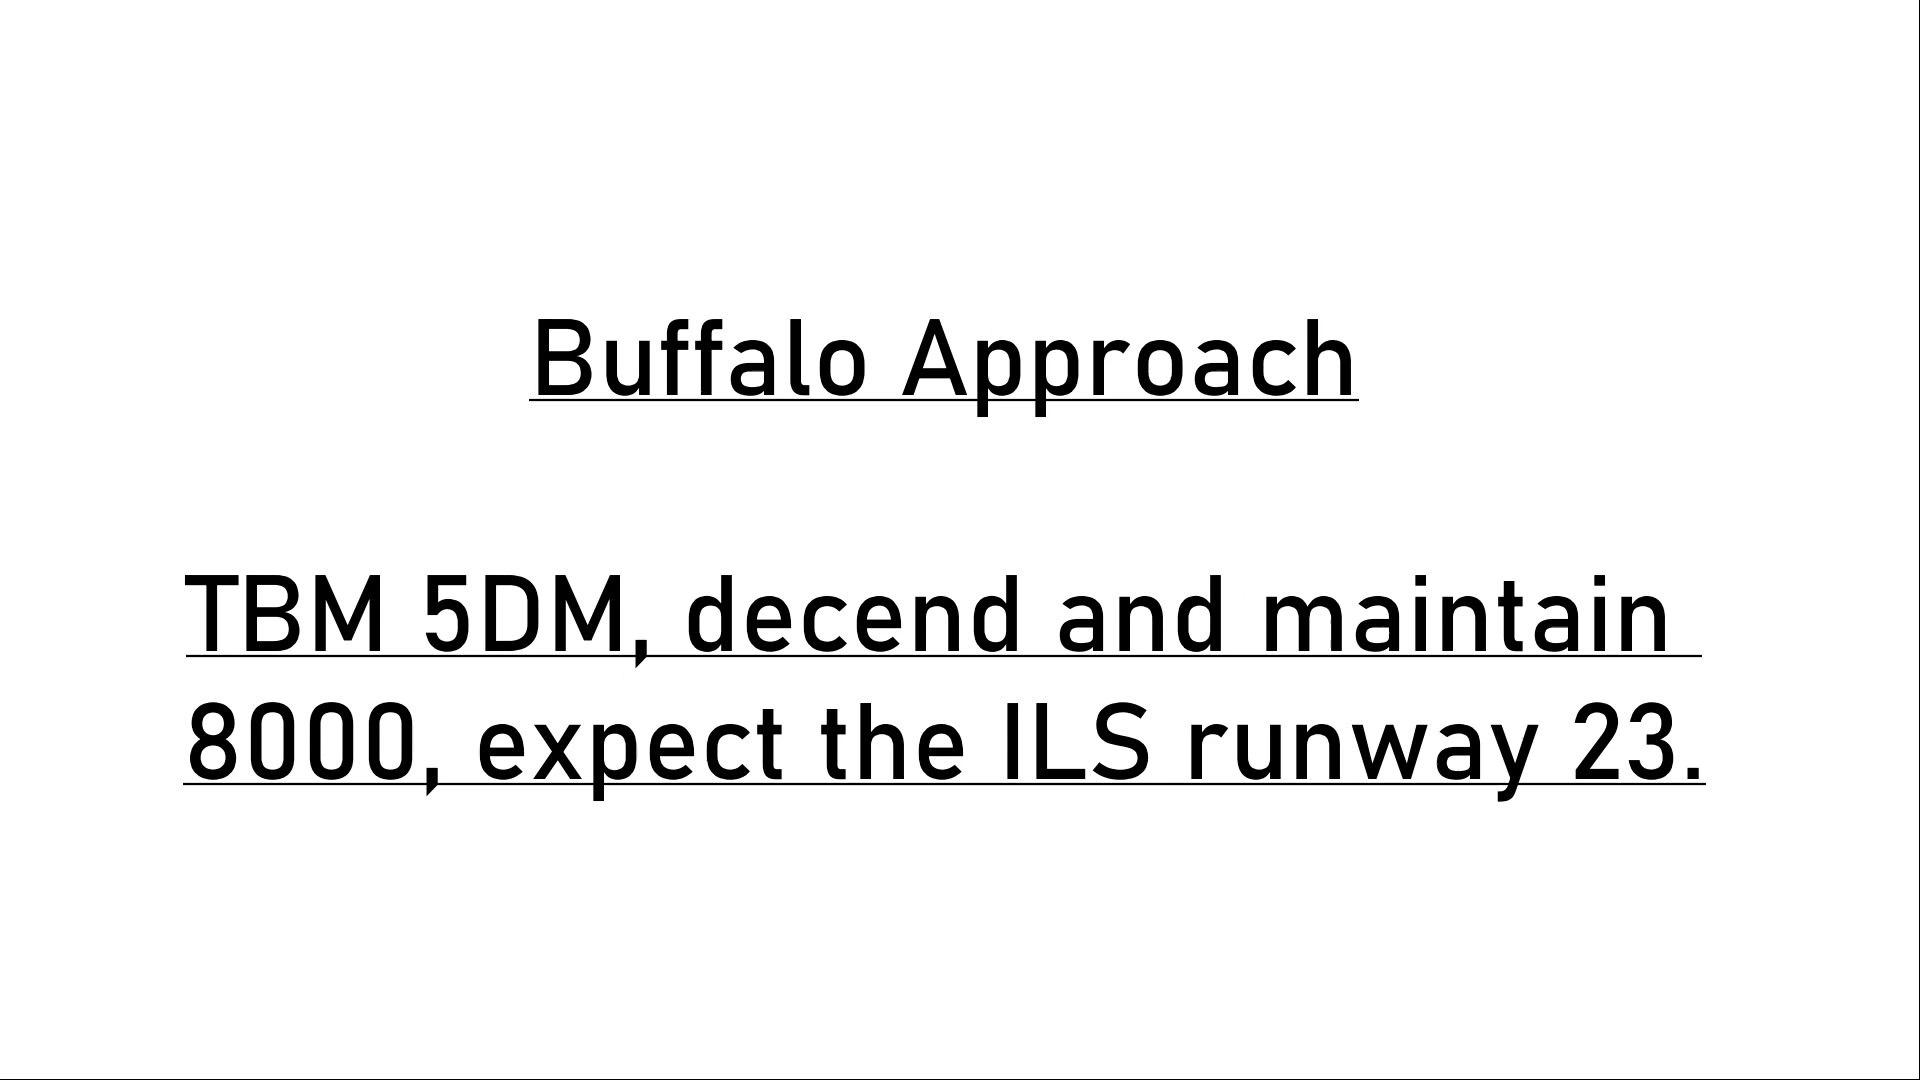 Buffalo Approach
TBM 5DM, decend and maintain
8000, expect the ILS runway 23.